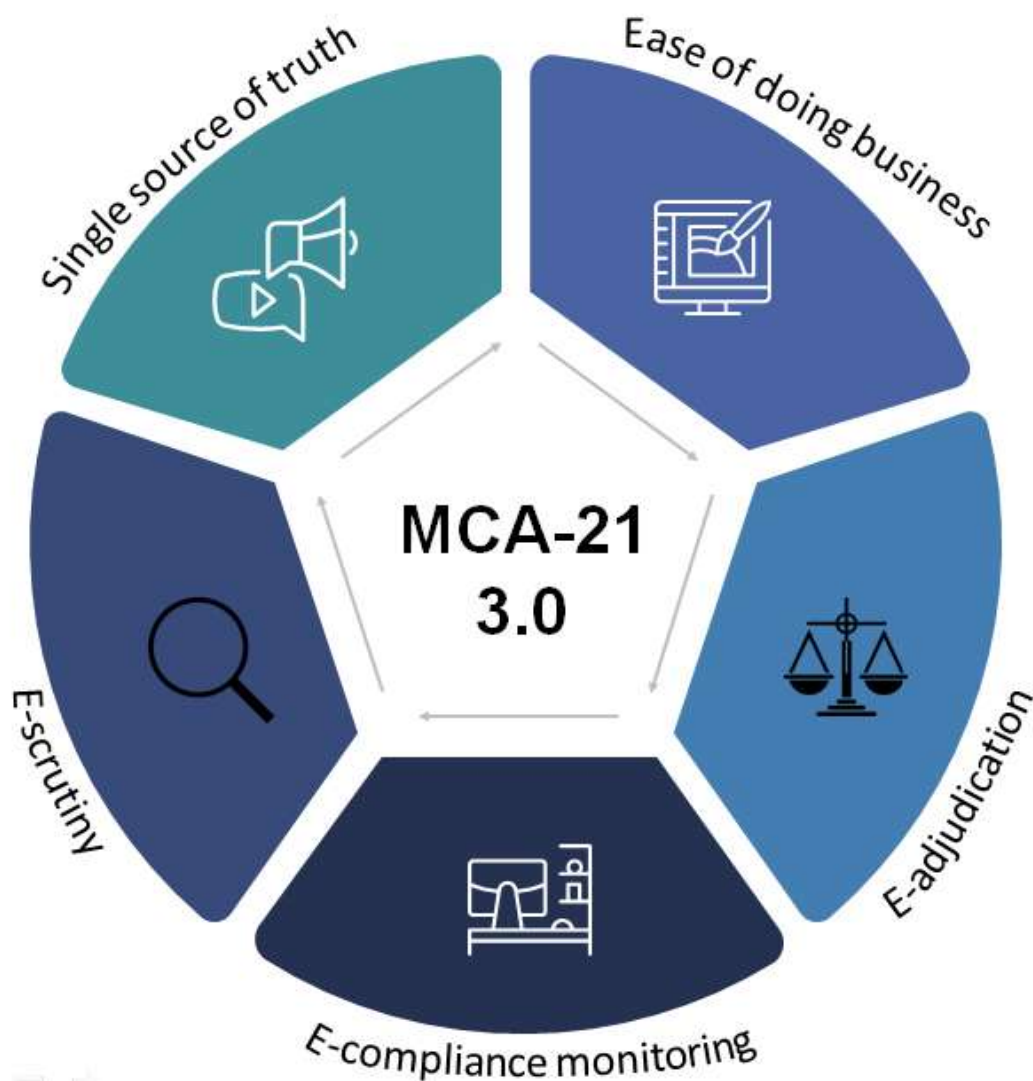 Single source of truth
Ease of doing business
MCA-21
3.0
E-scrutiny
E-adjudication
E-compliance monitoring